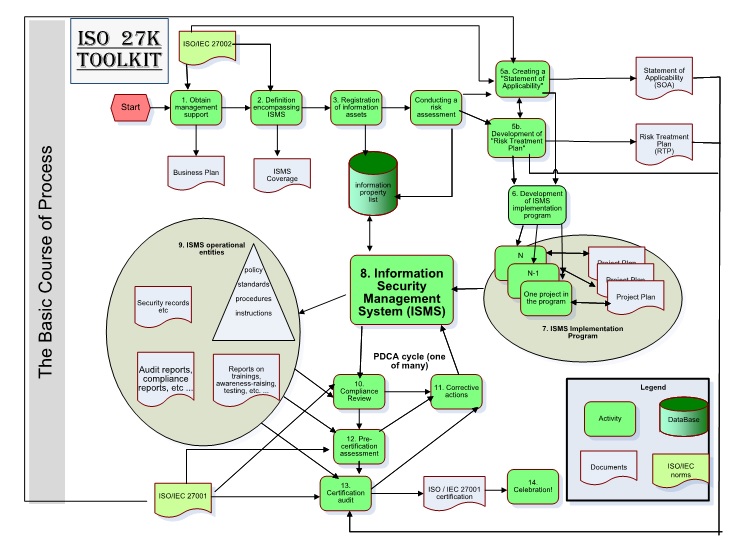 The Basic Course of Process
ISO 27K
TOOLKIT
ISO/IEC 27002
Start
1. Obtain
management
support
2. Definition
encompassing
ISMS
3. Registration
of information
assets
Conducting a
risk
assessment
5a. Creating a
"Statement of
Applicability"
Statement of
Applicability
(SOA)
5b.
Development of
"Risk Treatment
Plan"
Risk Treatment
Plan
(RTP)
Business Plan
ISMS
Coverage
information
property
list
6. Development
of ISMS
implementation
program
9. ISMS operational
entities
policy
standards
procedures
instructions
Security records
etc
Audit reports,
compliance
reports, etc ...
Reports on
trainings,
awareness-raising,
testing, etc. ...
8. Information
Security
Management
System (ISMS)
N
N-1
One project in
the program
Project Plan
Project Plan
Project Plan
7. ISMS Implementation
Program
PDCA cycle (one
of many)
10.
Compliance
Review
11. Corrective
actions
12. Pre-
certification
assessment
13.
Certification
audit
ISO/IEC 27001
ISO / IEC 27001
certification
14.
Celebration!
Legend
Activity
DataBase
Documents
ISO/IEC
norms